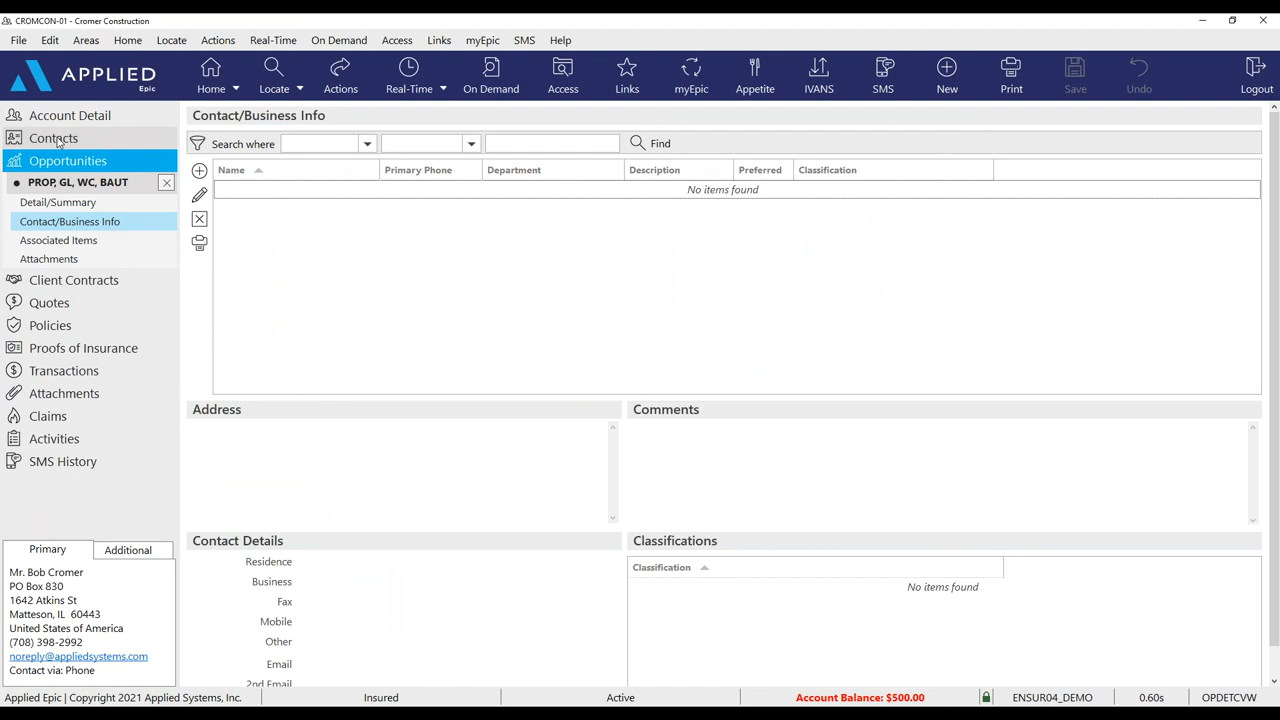 CROMCON-01 - Cromer Construction
File Edit Areas Home Locate Actions Real-Time On Demand Access Links myEpic SMS Help
APPLIED Epic
Home Locate Actions Real-Time On Demand Access Links myEpic Appetite IVANS SMS New Print Save Undo Logout
Account Detail
Contacts
Opportunities
PROP, GL, WC, BAUT
Detail/Summary
Contact/Business Info
Associated Items
Attachments
Client Contracts
Quotes
Policies
Proofs of Insurance
Transactions
Attachments
Claims
Activities
SMS History
Primary Additional
Mr. Bob Cromer
PO Box 830
1642 Atkins St
Matteson, IL 60443
United States of America
(708) 398-2992
noreply@appliedsystems.com
Contact via: Phone
Contact/Business Info
Search where Find
Name Primary Phone Department Description Preferred Classification
No items found
Address Comments
Contact Details Classifications
Residence
Business
Fax
Mobile
Other
Email
2nd Email
Classification
No items found
Applied Epic | Copyright 2021 Applied Systems, Inc. Insured Active Account Balance: $500.00 ENSUR04_DEMO 0.60s OPDETCVW